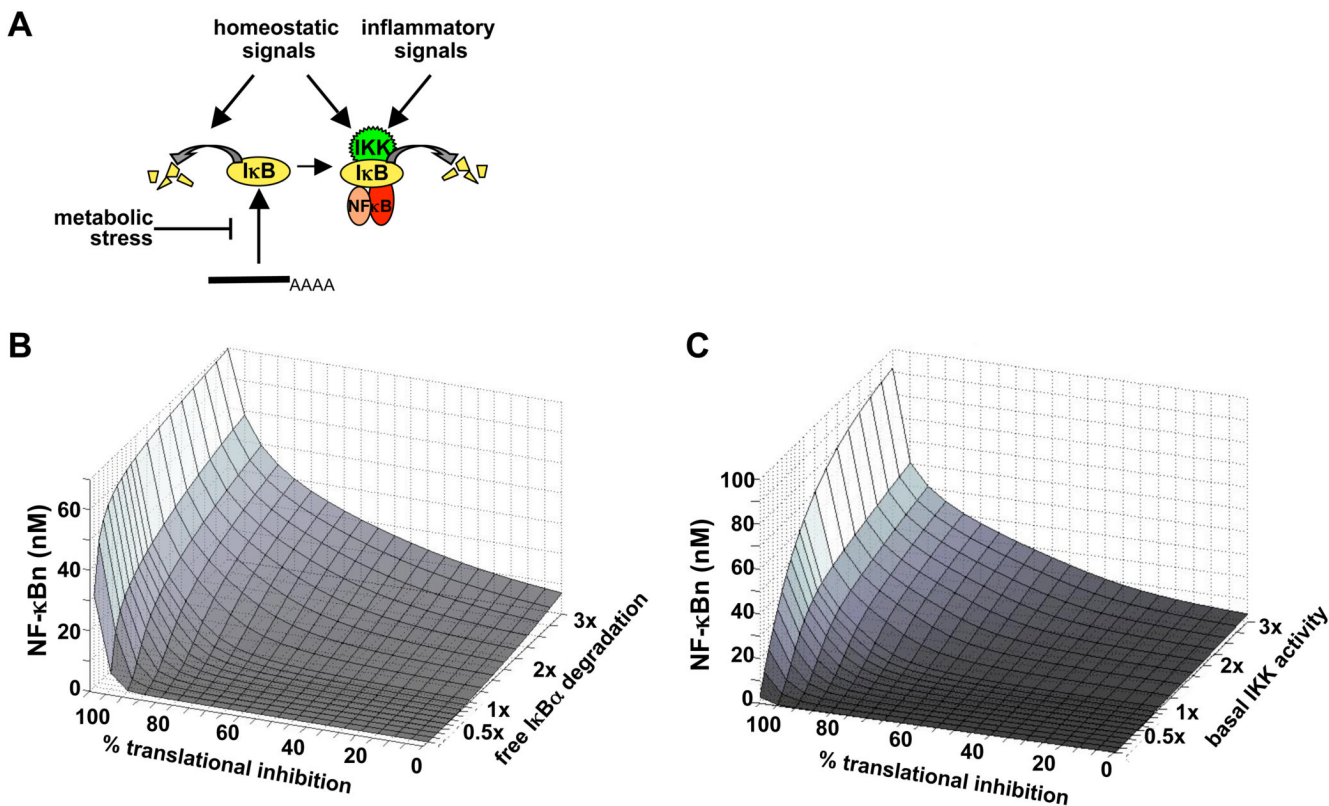 A
homeostatic
signals
inflammatory
signals
IκB
IKK
IκB
NFκB
metabolic
stress
AAAA
B
NF-κBn (nM)
60
40
20
0
100
80
60
40
20
0
% translational inhibition
0.5x
1x
2x
3x
free IκBα degradation
C
NF-κBn (nM)
100
80
60
40
20
0
100
80
60
40
20
0
% translational inhibition
0.5x
1x
2x
3x
basal IKK activity